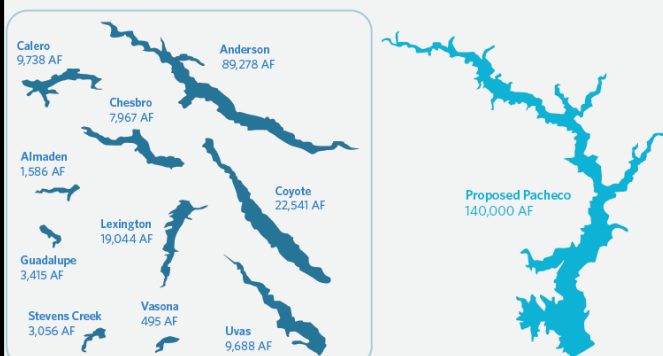 Calero
9,738 AF
Anderson
89,278 AF
Chesbro
7,967 AF
Almaden
1,586 AF
Coyote
22,541 AF
Lexington
19,044 AF
Guadalupe
3,415 AF
Stevens Creek
3,056 AF
Vasona
495 AF
Uvas
9,688 AF
Proposed Pacheco
140,000 AF